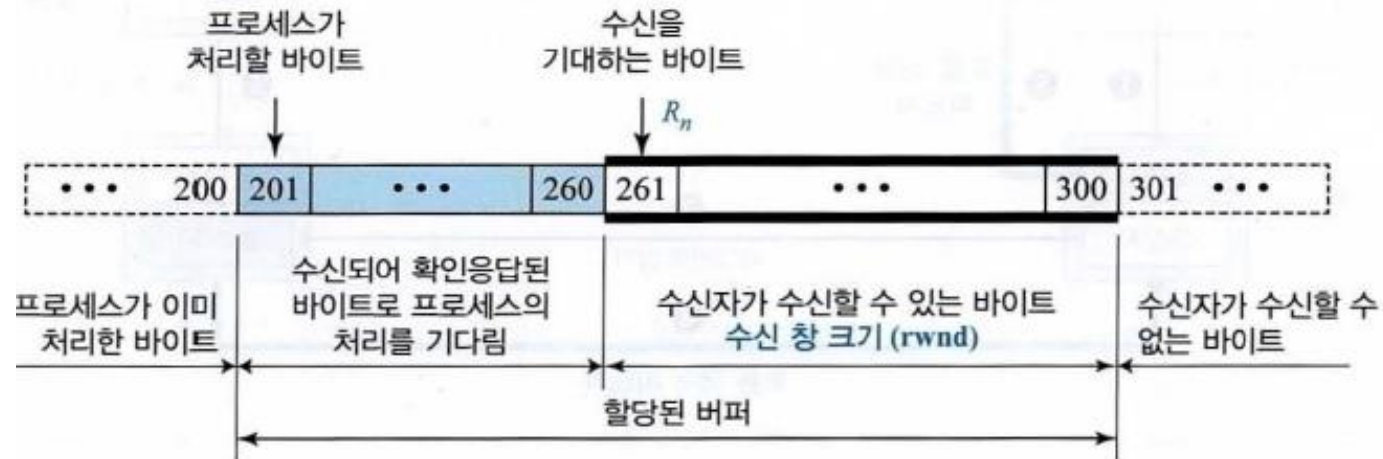 프로세스가
처리할 바이트
수신을
기대하는 바이트
Rn
••• 200 201 ••• 260 261 ••• 300 301 •••
프로세스가 이미
처리한 바이트
수신되어 확인응답된
바이트로 프로세스의
처리를 기다림
수신자가 수신할 수 있는 바이트
수신 창 크기 (rwnd)
수신자가 수신할 수
없는 바이트
할당된 버퍼